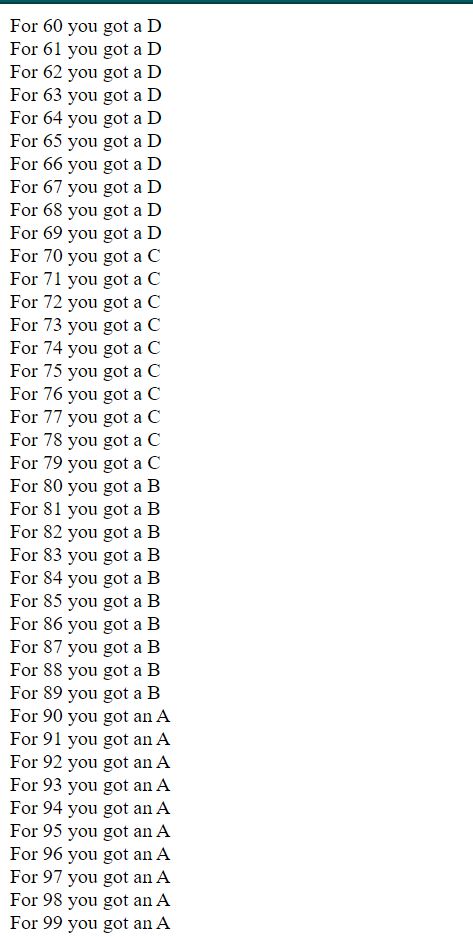 For 60 you got a D
For 61 you got a D
For 62 you got a D
For 63 you got a D
For 64 you got a D
For 65 you got a D
For 66 you got a D
For 67 you got a D
For 68 you got a D
For 69 you got a D
For 70 you got a C
For 71 you got a C
For 72 you got a C
For 73 you got a C
For 74 you got a C
For 75 you got a C
For 76 you got a C
For 77 you got a C
For 78 you got a C
For 79 you got a C
For 80 you got a B
For 81 you got a B
For 82 you got a B
For 83 you got a B
For 84 you got a B
For 85 you got a B
For 86 you got a B
For 87 you got a B
For 88 you got a B
For 89 you got a B
For 90 you got an A
For 91 you got an A
For 92 you got an A
For 93 you got an A
For 94 you got an A
For 95 you got an A
For 96 you got an A
For 97 you got an A
For 98 you got an A
For 99 you got an A